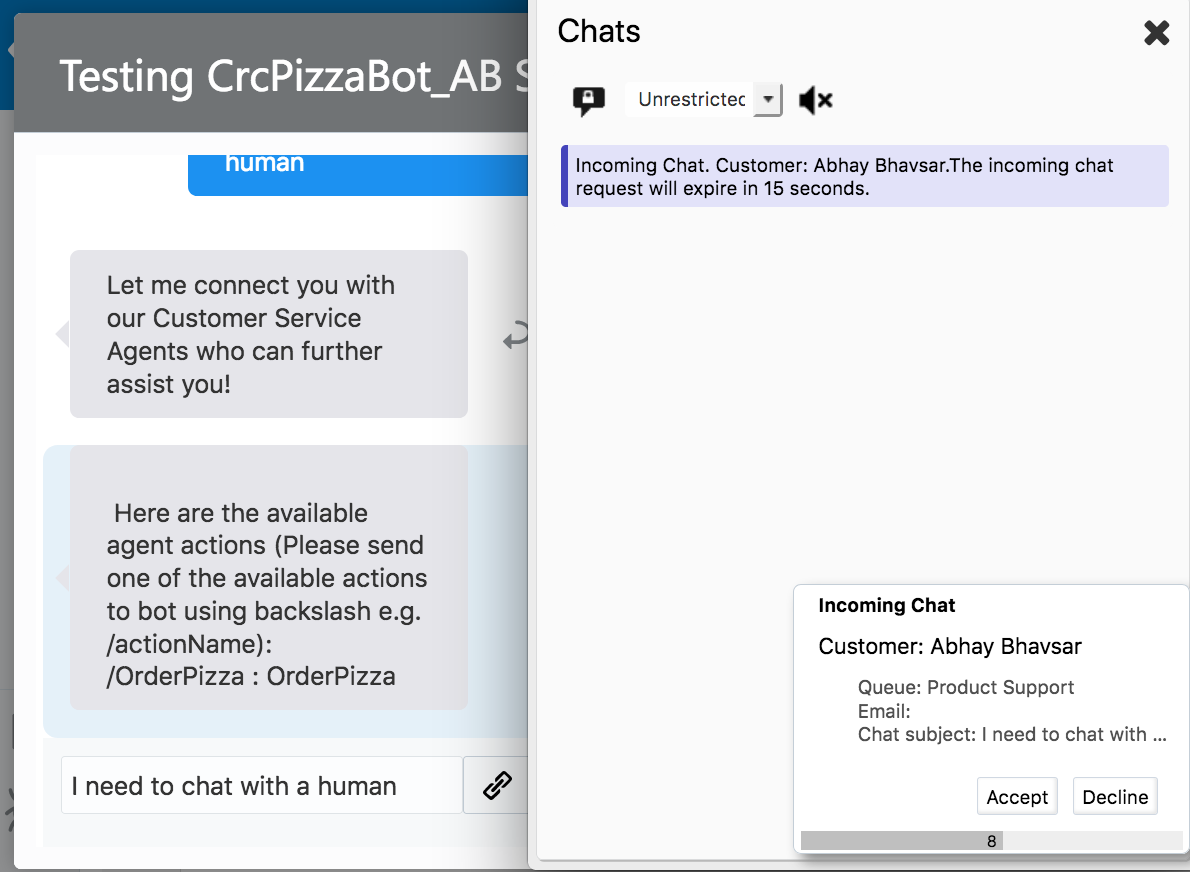 Testing CrcPizzaBot_AB
human
Let me connect you with
our Customer Service
Agents who can further
assist you!
Here are the available
agent actions (Please send
one of the available actions
to bot using backslash e.g.
/actionName):
/OrderPizza : OrderPizza
I need to chat with a human
Chats
Unrestricted
Incoming Chat. Customer: Abhay Bhavsar.The incoming chat
request will expire in 15 seconds.
Incoming Chat
Customer: Abhay Bhavsar
Queue: Product Support
Email:
Chat subject: I need to chat with ...
Accept Decline
8